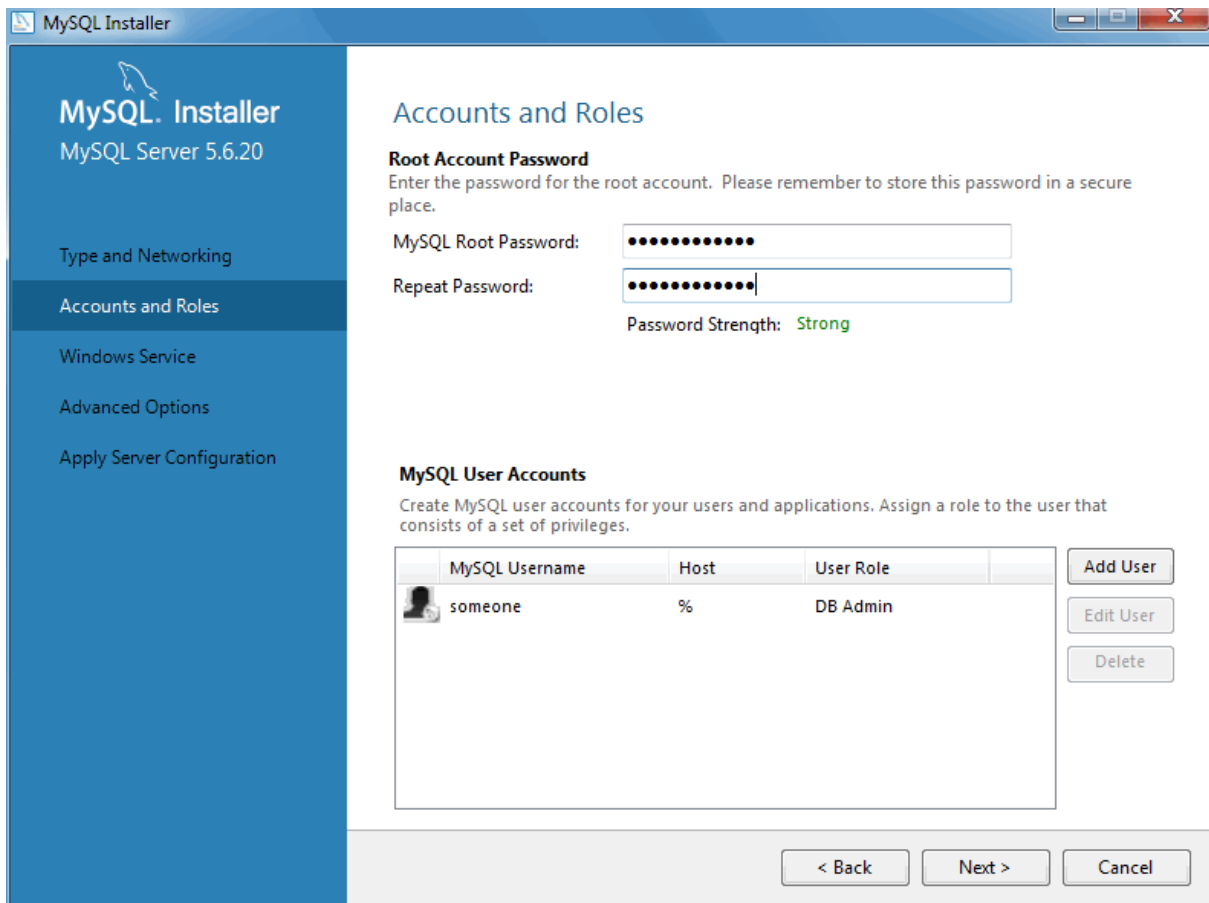 MySQL Installer
MySQL. Installer
MySQL Server 5.6.20
Type and Networking
Accounts and Roles
Windows Service
Advanced Options
Apply Server Configuration
Accounts and Roles
Root Account Password
Enter the password for the root account.  Please remember to store this password in a secure
place.
MySQL Root Password: ●●●●●●●●●●●●
Repeat Password: ●●●●●●●●●●●●
Password Strength: Strong
MySQL User Accounts
Create MySQL user accounts for your users and applications. Assign a role to the user that
consists of a set of privileges.
MySQL Username Host User Role
someone % DB Admin
Add User
Edit User
Delete
< Back Next > Cancel